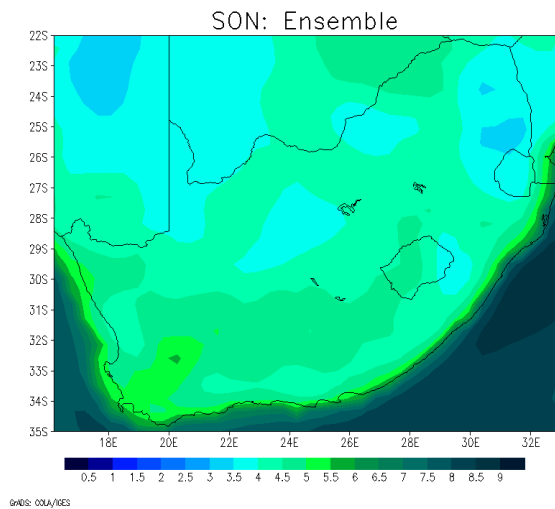 SON: Ensemble
22S
23S
24S
25S
26S
27S
28S
29S
30S
31S
32S
33S
34S
35S
18E 20E 22E 24E 26E 28E 30E 32E
0.5 1 1.5 2 2.5 3 3.5 4 4.5 5 5.5 6 6.5 7 7.5 8 8.5 9
GrADS: COLA/IGES